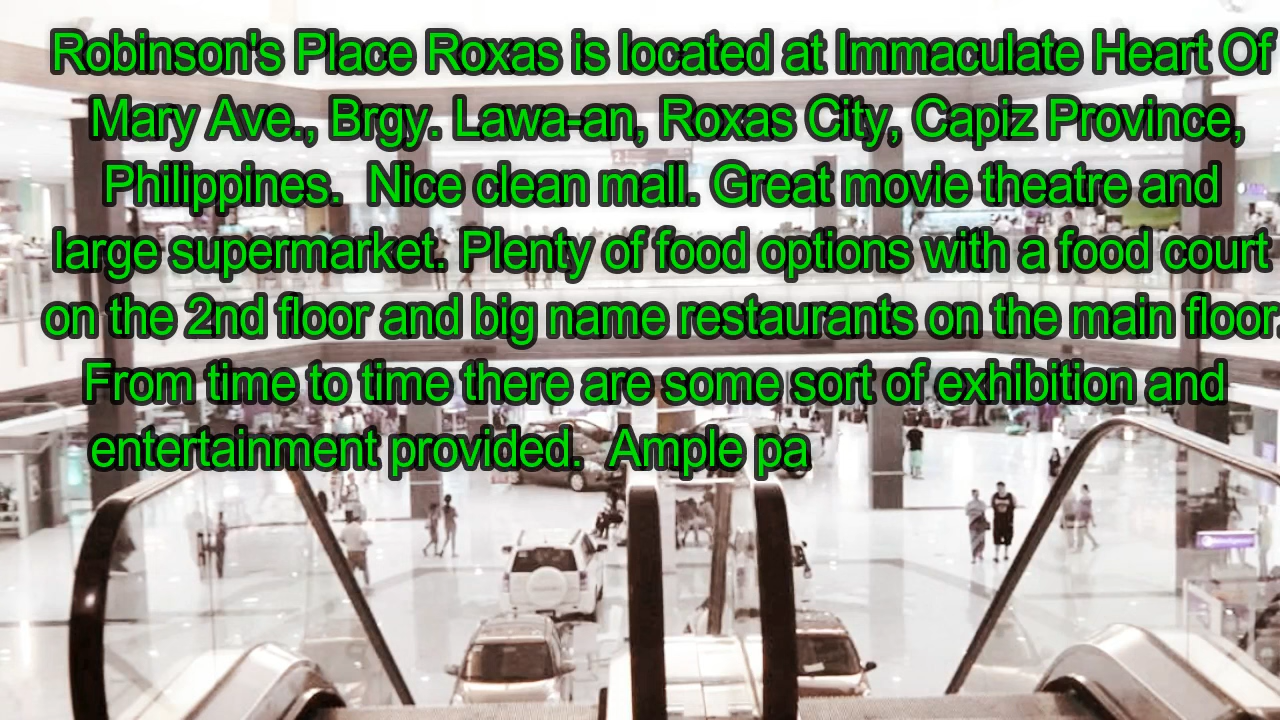 Robinson's Place Roxas is located at Immaculate Heart Of
Mary Ave., Brgy. Lawa-an, Roxas City, Capiz Province,
Philippines.  Nice clean mall. Great movie theatre and
large supermarket. Plenty of food options with a food court
on the 2nd floor and big name restaurants on the main floor.
From time to time there are some sort of exhibition and
entertainment provided.  Ample pa